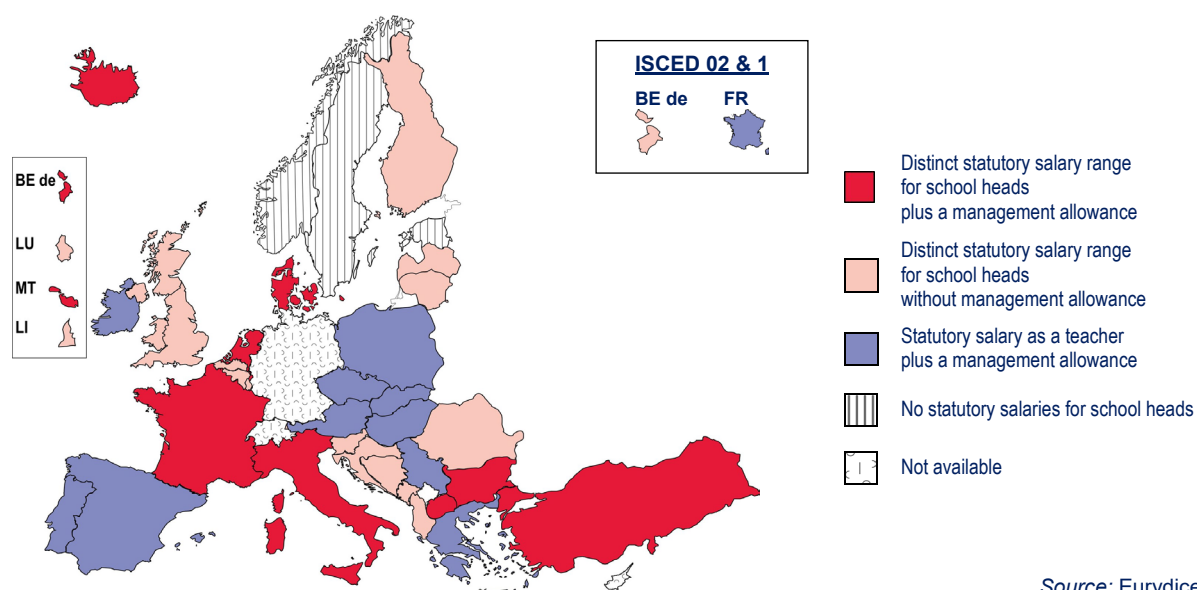 ISCED 02 & 1
BE de FR
BE de
LU
MT
LI
Distinct statutory salary range
for school heads
plus a management allowance
Distinct statutory salary range
for school heads
without management allowance
Statutory salary as a teacher
plus a management allowance
No statutory salaries for school heads
Not available
Source: Eurydice